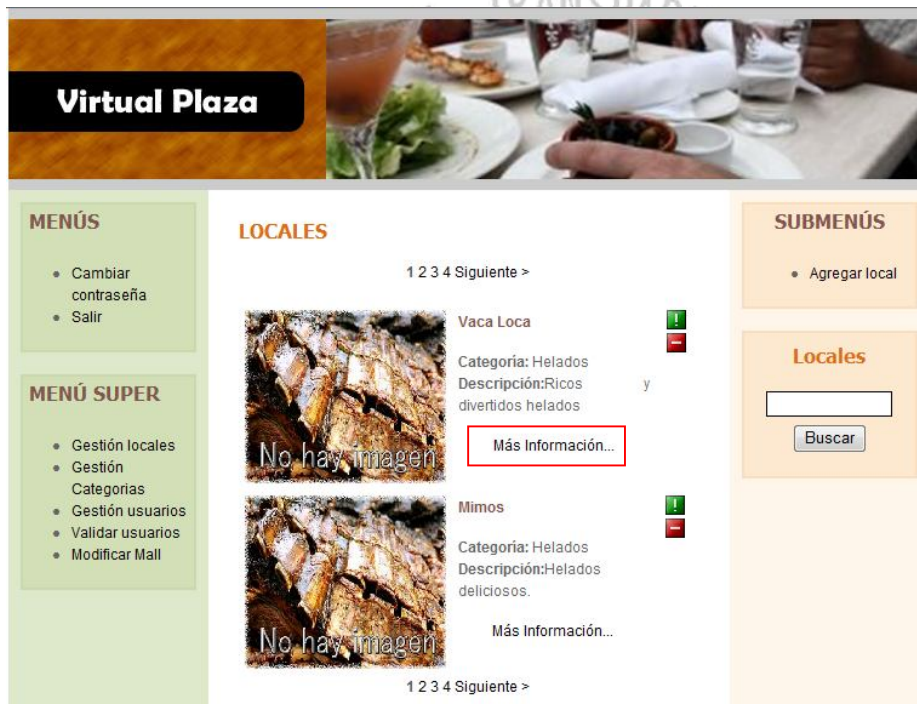 Virtual Plaza
MENÚS
Cambiar
contraseña
Salir
MENÚ SUPER
Gestión locales
Gestión
Categorias
Gestión usuarios
Validar usuarios
Modificar Mall
LOCALES
1 2 3 4 Siguiente >
Vaca Loca
Categoría: Helados
Descripción:Ricos y
divertidos helados
Más Información...
No hay imagen
Mimos
Categoría: Helados
Descripción:Helados
deliciosos.
Más Información...
No hay imagen
1 2 3 4 Siguiente >
SUBMENÚS
Agregar local
Locales
Buscar